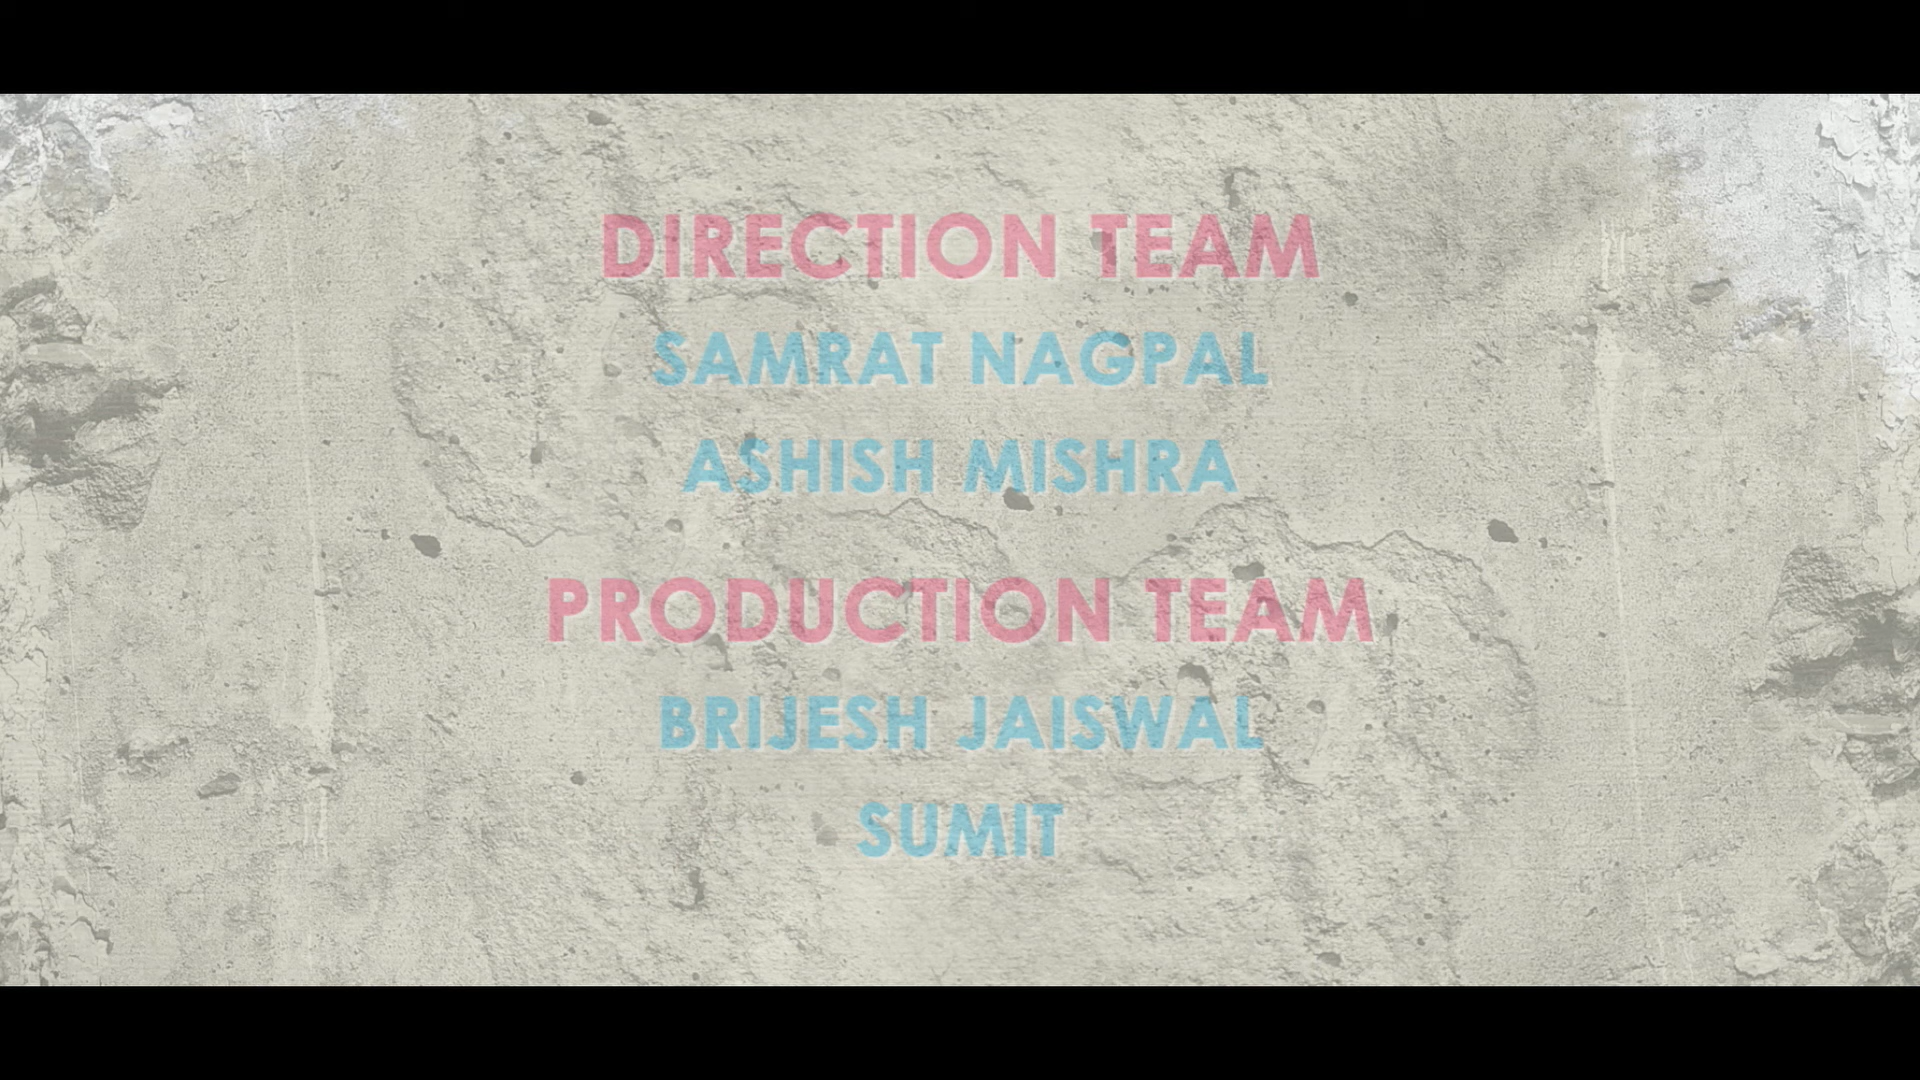 DIRECTION TEAM
SAMRAT NAGPAL
ASHISH MISHRA
PRODUCTION TEAM
BRIJESH JAISWAL
SUMIT